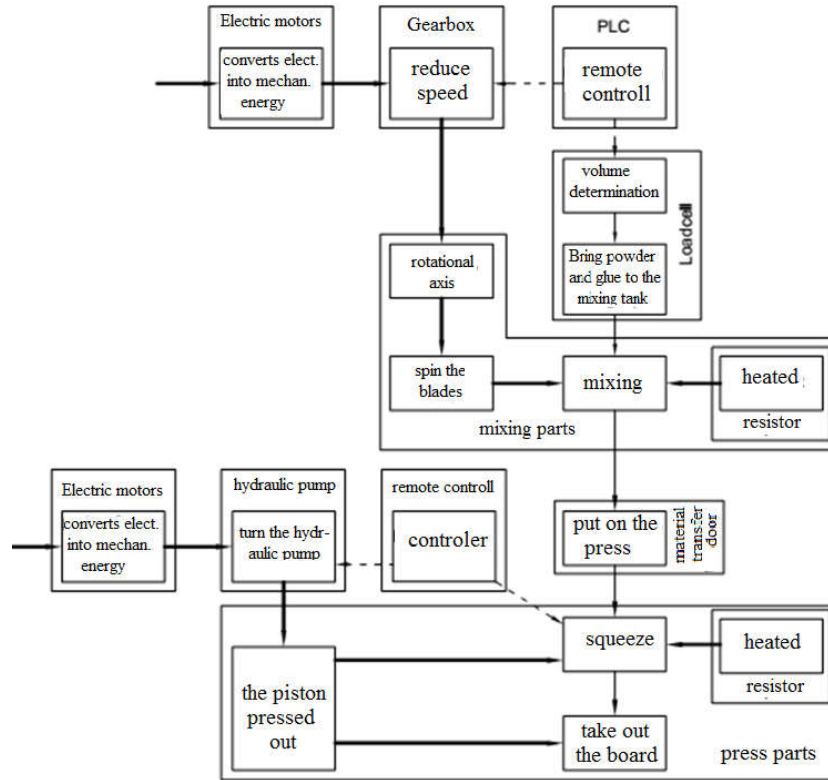 Electric motors
converts elect.
into mechan.
energy
Gearbox
reduce
speed
PLC
remote
controll
volume
determination
Bring powder
and glue to the
mixing tank
Loadcell
rotational
axis
spin the
blades
mixing
heated
resistor
mixing parts
Electric motors
converts elect.
into mechan.
energy
hydraulic pump
turn the hydr-
aulic pump
remote controll
controler
put on the
press
material
transfer
door
squeeze
heated
resistor
the piston
pressed
out
take out
the board
press parts